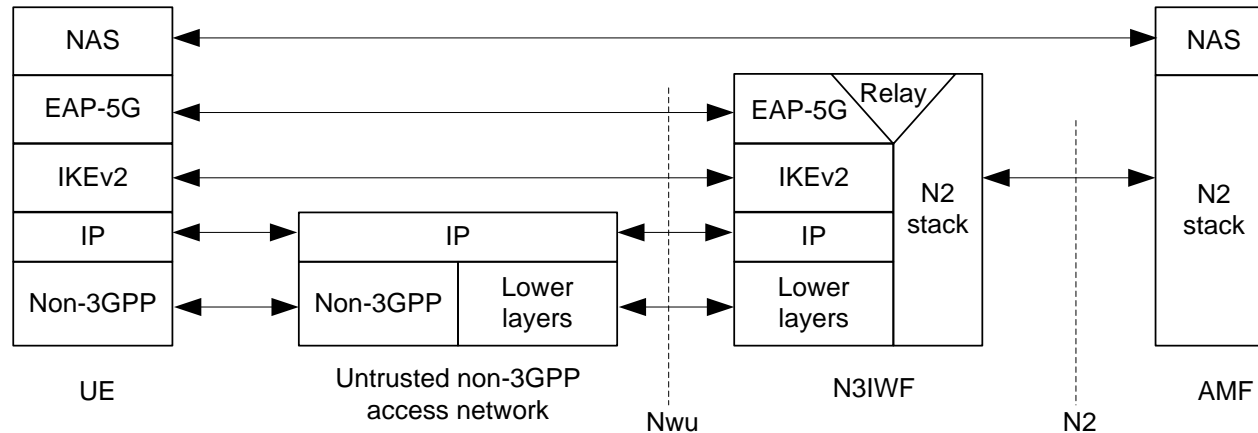 NAS
NAS
EAP-5G
EAP-5G
Relay
IKEv2
IKEv2
N2
stack
N2
stack
IP
IP
IP
Non-3GPP
Non-3GPP
Lower
layers
Lower
layers
UE
Untrusted non-3GPP
access network
N3IWF
AMF
Nwu
N2